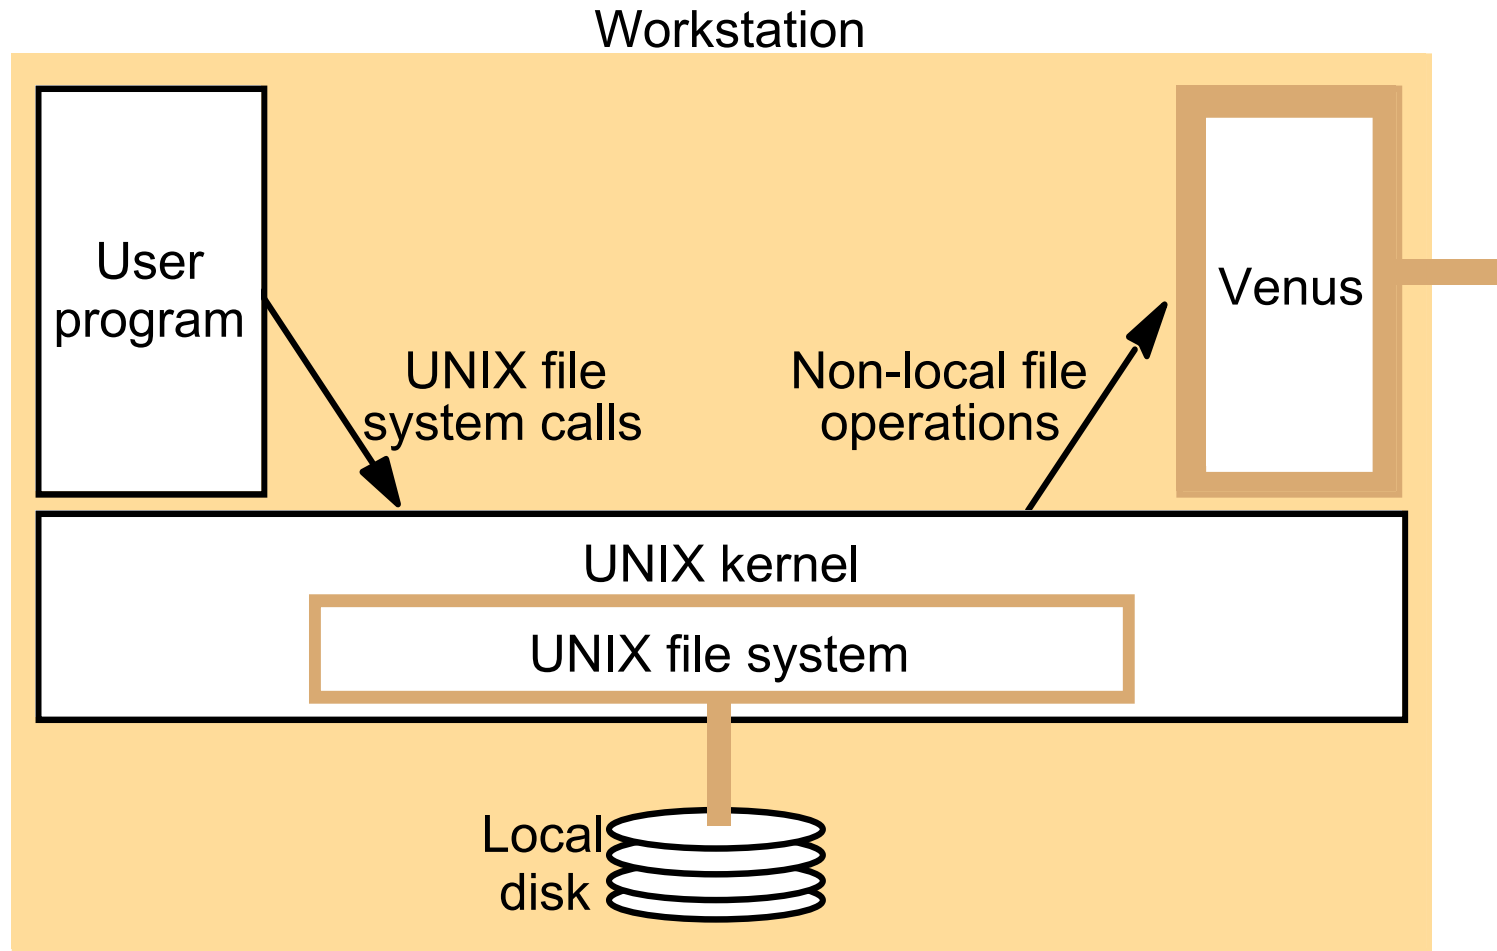 Workstation
User
program
UNIX file
system calls
Non-local file
operations
Venus
UNIX kernel
UNIX file system
Local
disk